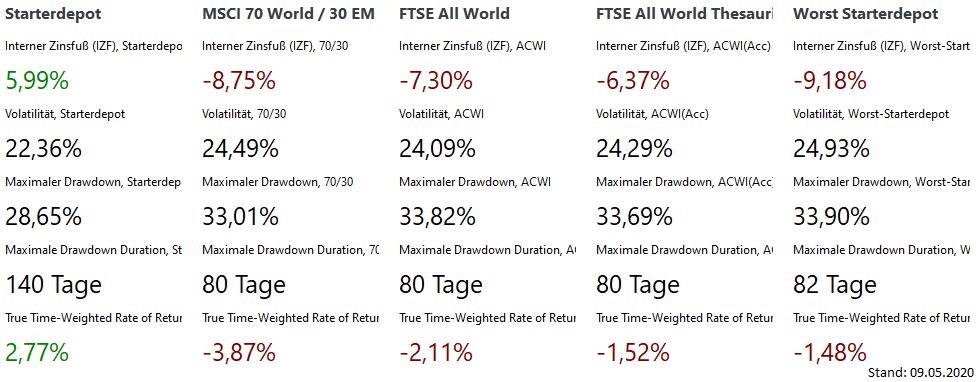 Starterdepot MSCI 70 World / 30 EM FTSE All World FTSE All World Thesauri Worst Starterdepot
Interner Zinsfuß (IZF), Starterdepo Interner Zinsfuß (IZF), 70/30 Interner Zinsfuß (IZF), ACWI Interner Zinsfuß (IZF), ACWI(Acc) Interner Zinsfuß (IZF), Worst-Start
5,99% -8,75% -7,30% -6,37% -9,18%
Volatilität, Starterdepot Volatilität, 70/30 Volatilität, ACWI Volatilität, ACWI(Acc) Volatilität, Worst-Starterdepot
22,36% 24,49% 24,09% 24,29% 24,93%
Maximaler Drawdown, Starterdep Maximaler Drawdown, 70/30 Maximaler Drawdown, ACWI Maximaler Drawdown, ACWI(Acc Maximaler Drawdown, Worst-Star
28,65% 33,01% 33,82% 33,69% 33,90%
Maximale Drawdown Duration, St Maximale Drawdown Duration, 70 Maximale Drawdown Duration, A Maximale Drawdown Duration, A Maximale Drawdown Duration, W
140 Tage 80 Tage 80 Tage 80 Tage 82 Tage
True Time-Weighted Rate of Retur True Time-Weighted Rate of Retur True Time-Weighted Rate of Retur True Time-Weighted Rate of Retur True Time-Weighted Rate of Retur
2,77% -3,87% -2,11% -1,52% -1,48%
Stand: 09.05.2020